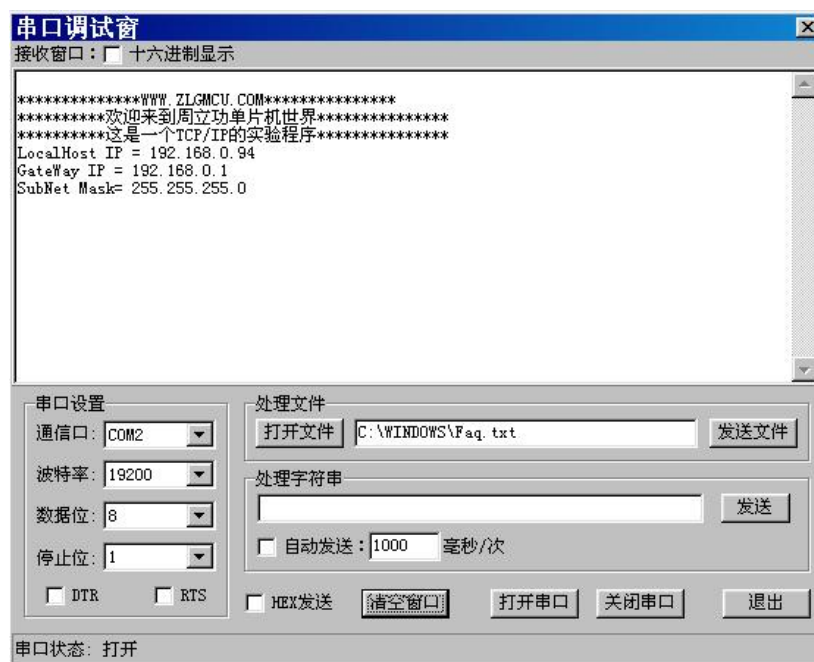 串口调试窗
接收窗口： 十六进制显示
**************WWW.ZLGMCU.COM***************
**********欢迎来到周立功单片机世界***************
**********这是一个TCP/IP的实验程序***************
LocalHost IP = 192.168.0.94
GateWay IP = 192.168.0.1
SubNet Mask= 255.255.255.0
串口设置
通信口: COM2
波特率: 19200
数据位: 8
停止位: 1
DTR RTS
处理文件
打开文件 C:\WINDOWS\Faq.txt 发送文件
处理字符串
发送
自动发送：1000 毫秒/次
HEX发送 清空窗口 打开串口 关闭串口 退出
串口状态: 打开